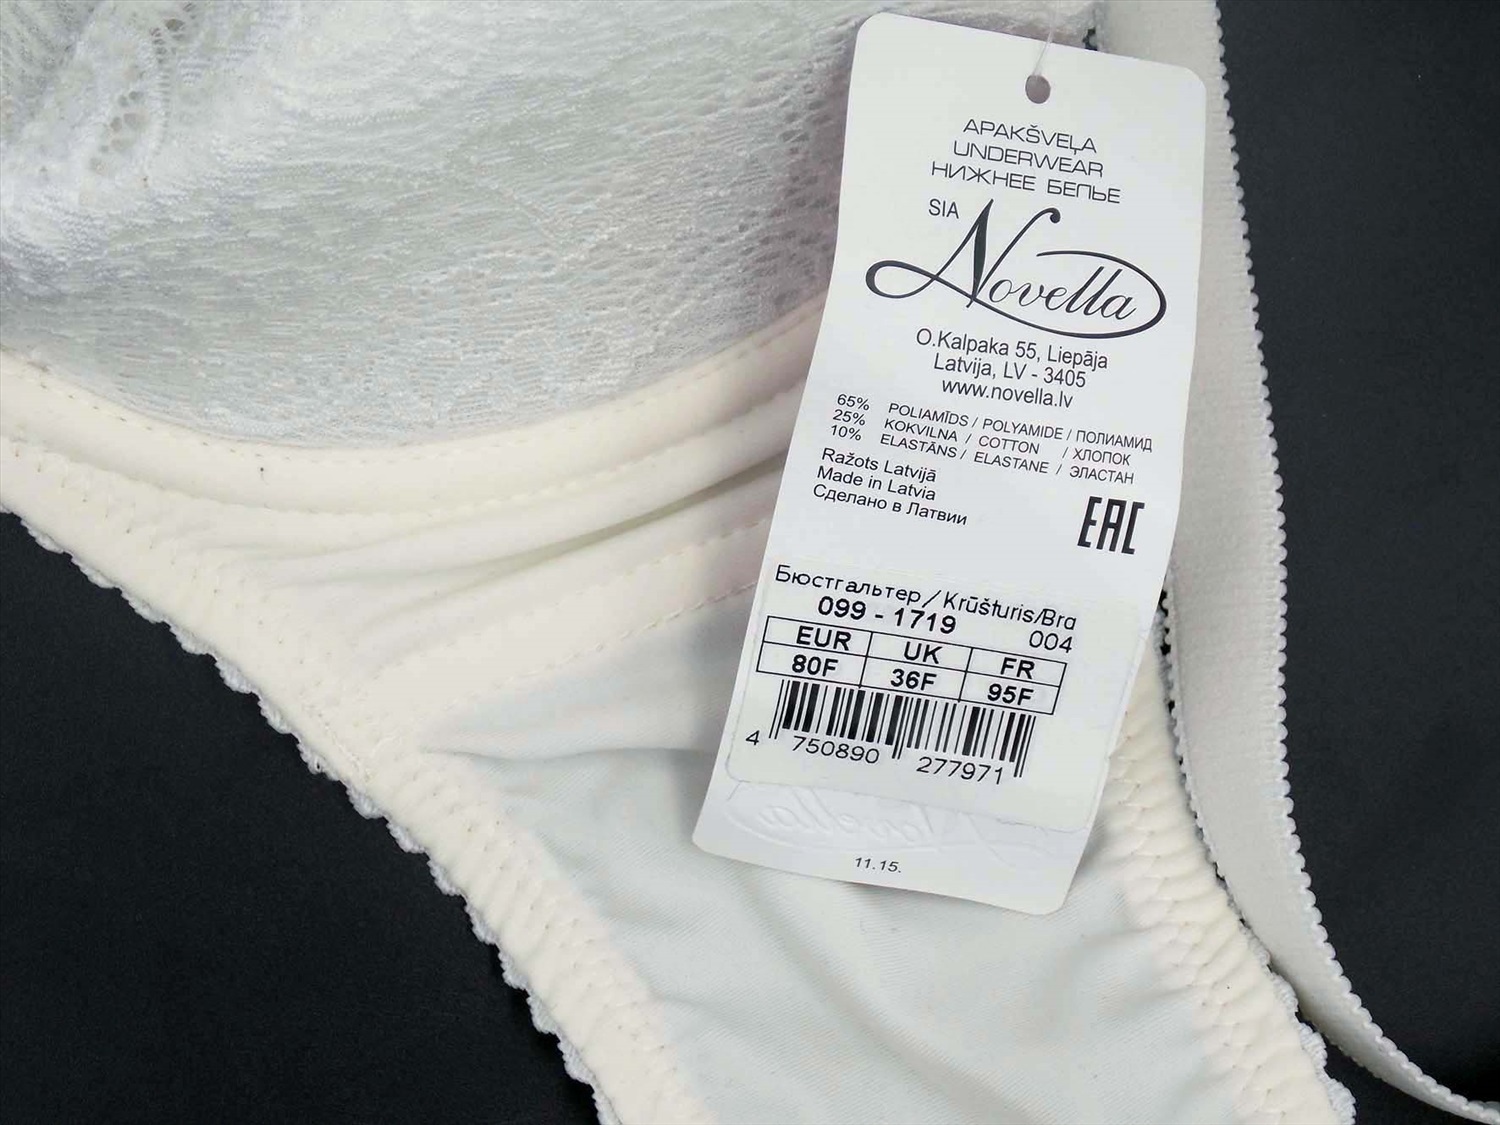 APAKŠVEĻA
UNDERWEAR
НИЖНЕЕ БЕЛЬЕ
SIA Novella
O.Kalpaka 55, Liepāja
Latvija, LV - 3405
www.novella.lv
65% POLIAMĪDS / POLYAMIDE / ПОЛИАМИД
25% KOKVILNA / COTTON / ХЛОПОК
10% ELASTĀNS / ELASTANE / ЭЛАСТАН
Ražots Latvijā
Made in Latvia
Сделано в Латвии
EAC
Бюстгальтер/Krūšturis/Bra
099 - 1719 004
EUR UK FR
80F 36F 95F
4 750890 277971
Novella
11.15.